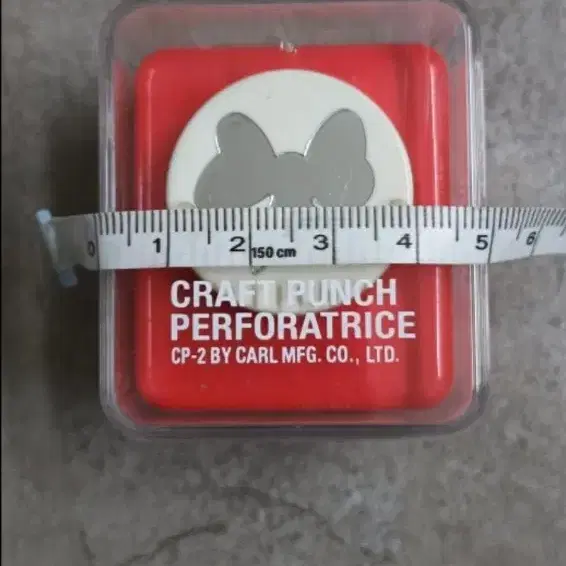 0 1 2 150 cm 3 4 5 6
CRAFT PUNCH
PERFORATRICE
CP-2 BY CARL MFG. CO., LTD.